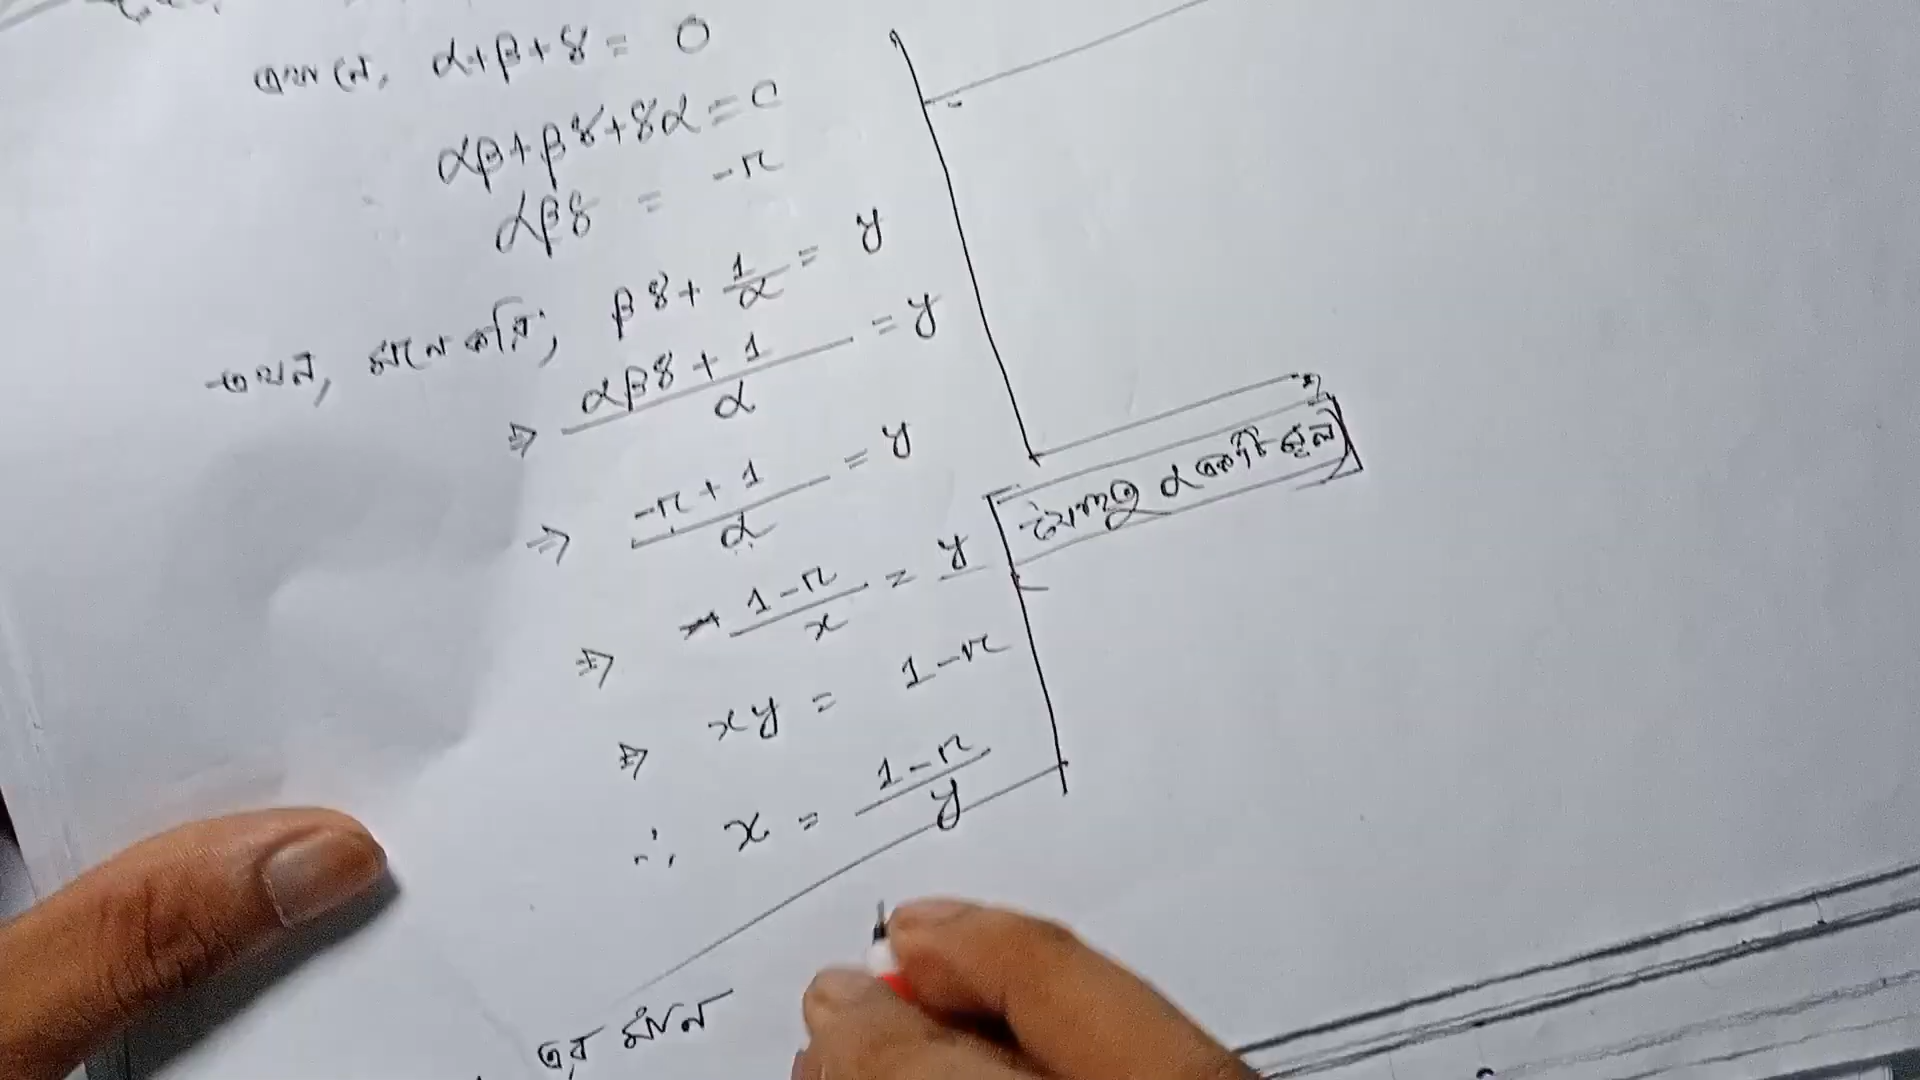 এখানে, α+β+γ = 0
αβ+βγ+γα = 0
αβγ = -r
এখন, মনে করি, βγ + 1/α = y
⇒ (αβγ + 1)/α = y
⇒ (-r + 1)/α = y
⇒ (1-r)/x = y
যেহেতু α একটি মূল
⇒ xy = 1-r
∴ x = (1-r)/y
এর মান